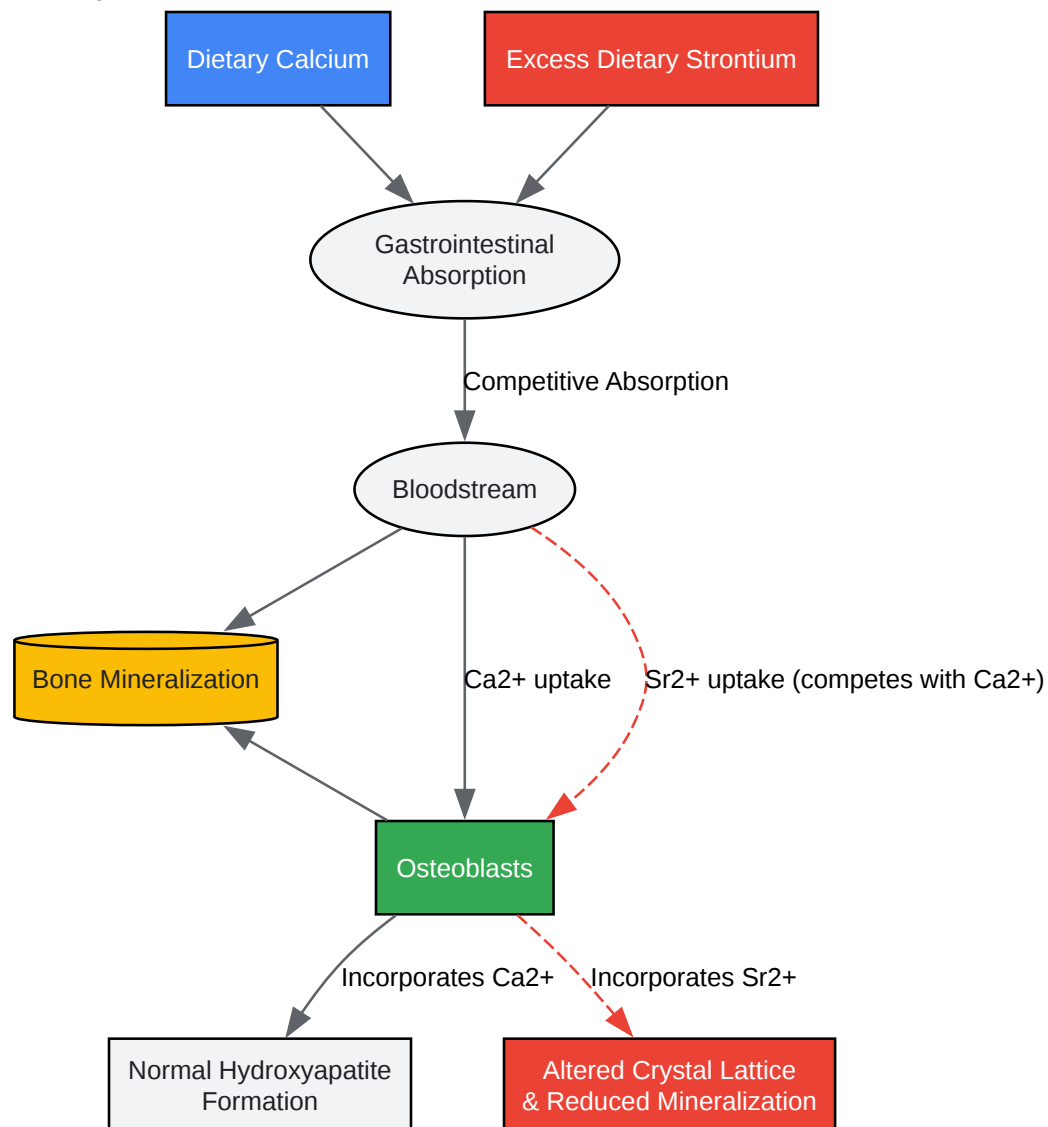 Dietary Calcium
Excess Dietary Strontium
Gastrointestinal
Absorption
Competitive Absorption
Bloodstream
Bone Mineralization
Ca2+ uptake
Sr2+ uptake (competes with Ca2+)
Osteoblasts
Incorporates Ca2+
Incorporates Sr2+
Normal Hydroxyapatite
Formation
Altered Crystal Lattice
& Reduced Mineralization